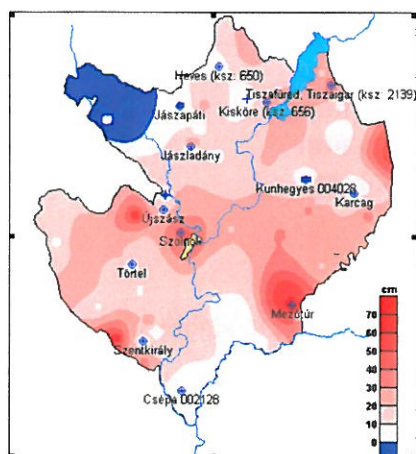 Heves (ksz: 650)
Tiszafüred, Tiszaigar (ksz: 2139)
Jászapáti
Kisköre (ksz: 656)
Jászladány
Kunhegyes 004028
Karcag
Újszász
Szolnok
Törtel
Mezőtúr
Szentkirály
Csépa 002128
cm
70
60
50
40
30
20
10
0